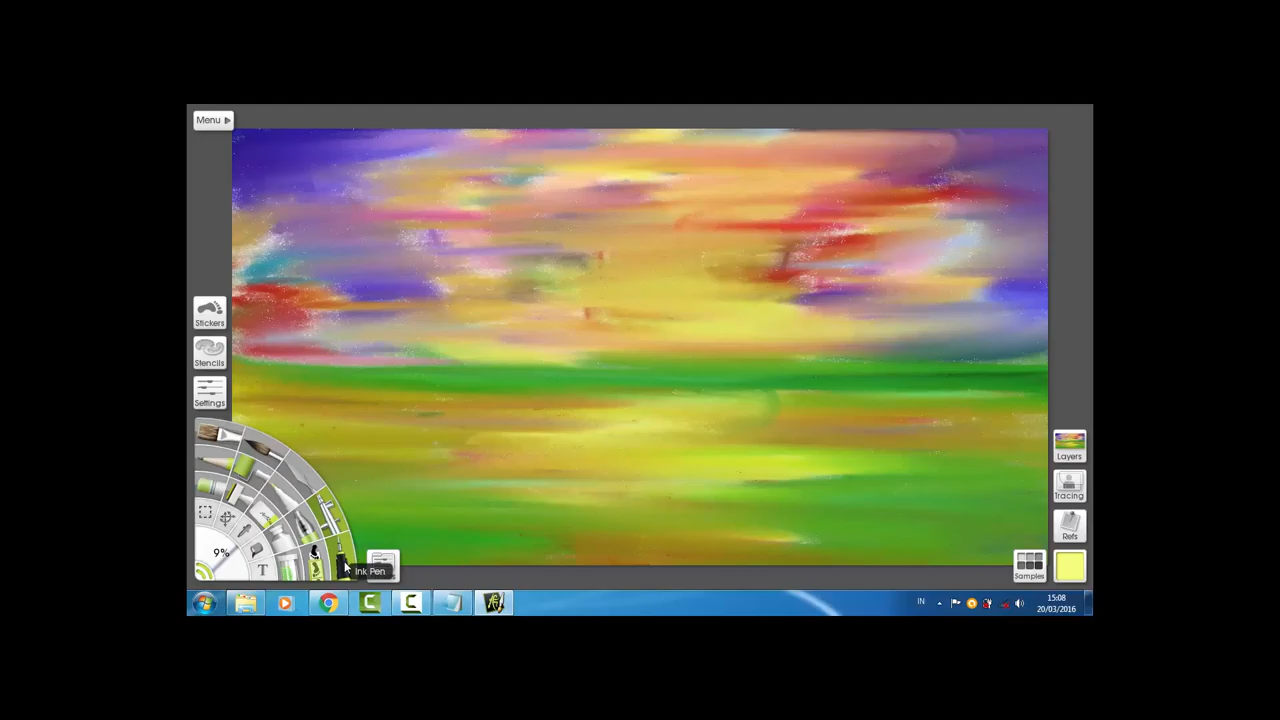 Menu
Stickers
Stencils
Settings
9%
T
Ink Pen
Layers
Tracing
Refs
Samples
IN
15:08
20/03/2016